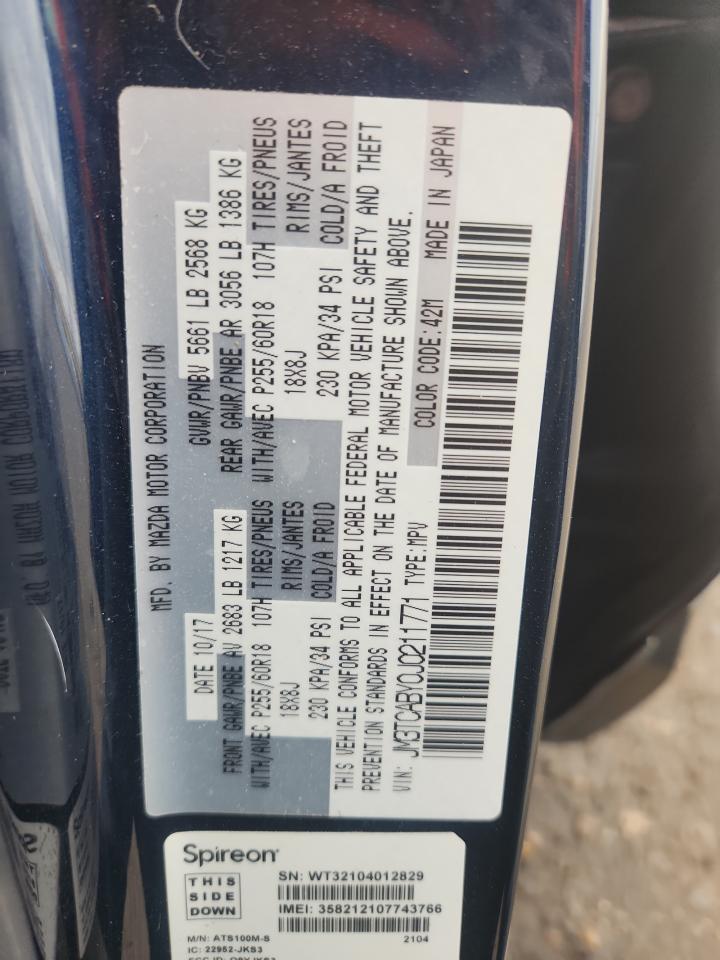 MFD. BY MAZDA MOTOR CORPORATION
DATE 10/17 GVWR/PNBV 5661 LB 2568 KG
FRONT GAWR/PNBE AV 2683 LB 1217 KG REAR GAWR/PNBE AR 3056 LB 1386 KG
WITH/AVEC P255/60R18 107H TIRES/PNEUS WITH/AVEC P255/60R18 107H TIRES/PNEUS
18X8J RIMS/JANTES 18X8J RIMS/JANTES
230 KPA/34 PSI COLD/A FROID 230 KPA/34 PSI COLD/A FROID
THIS VEHICLE CONFORMS TO ALL APPLICABLE FEDERAL MOTOR VEHICLE SAFETY AND THEFT
PREVENTION STANDARDS IN EFFECT ON THE DATE OF MANUFACTURE SHOWN ABOVE.
VIN: JM3TCABY0J0211771 TYPE:MPV COLOR CODE:42M MADE IN JAPAN
Spireon
THIS
SIDE
DOWN
SN: WT32104012829
IMEI: 358212107743766
M/N: ATS100M-S 2104
IC: 22952-JKS3